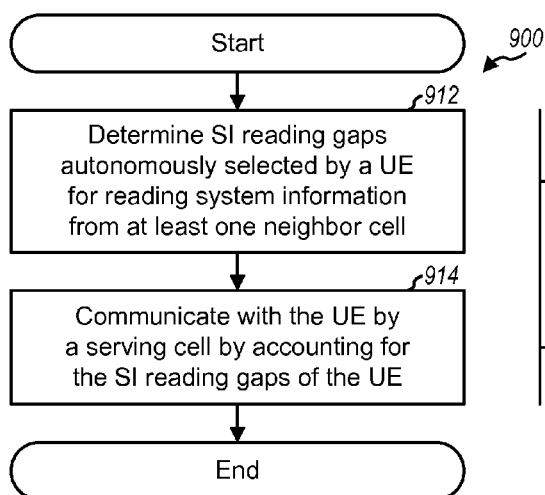 Start
900
912
Determine SI reading gaps
autonomously selected by a UE
for reading system information
from at least one neighbor cell
914
Communicate with the UE by
a serving cell by accounting for
the SI reading gaps of the UE
End